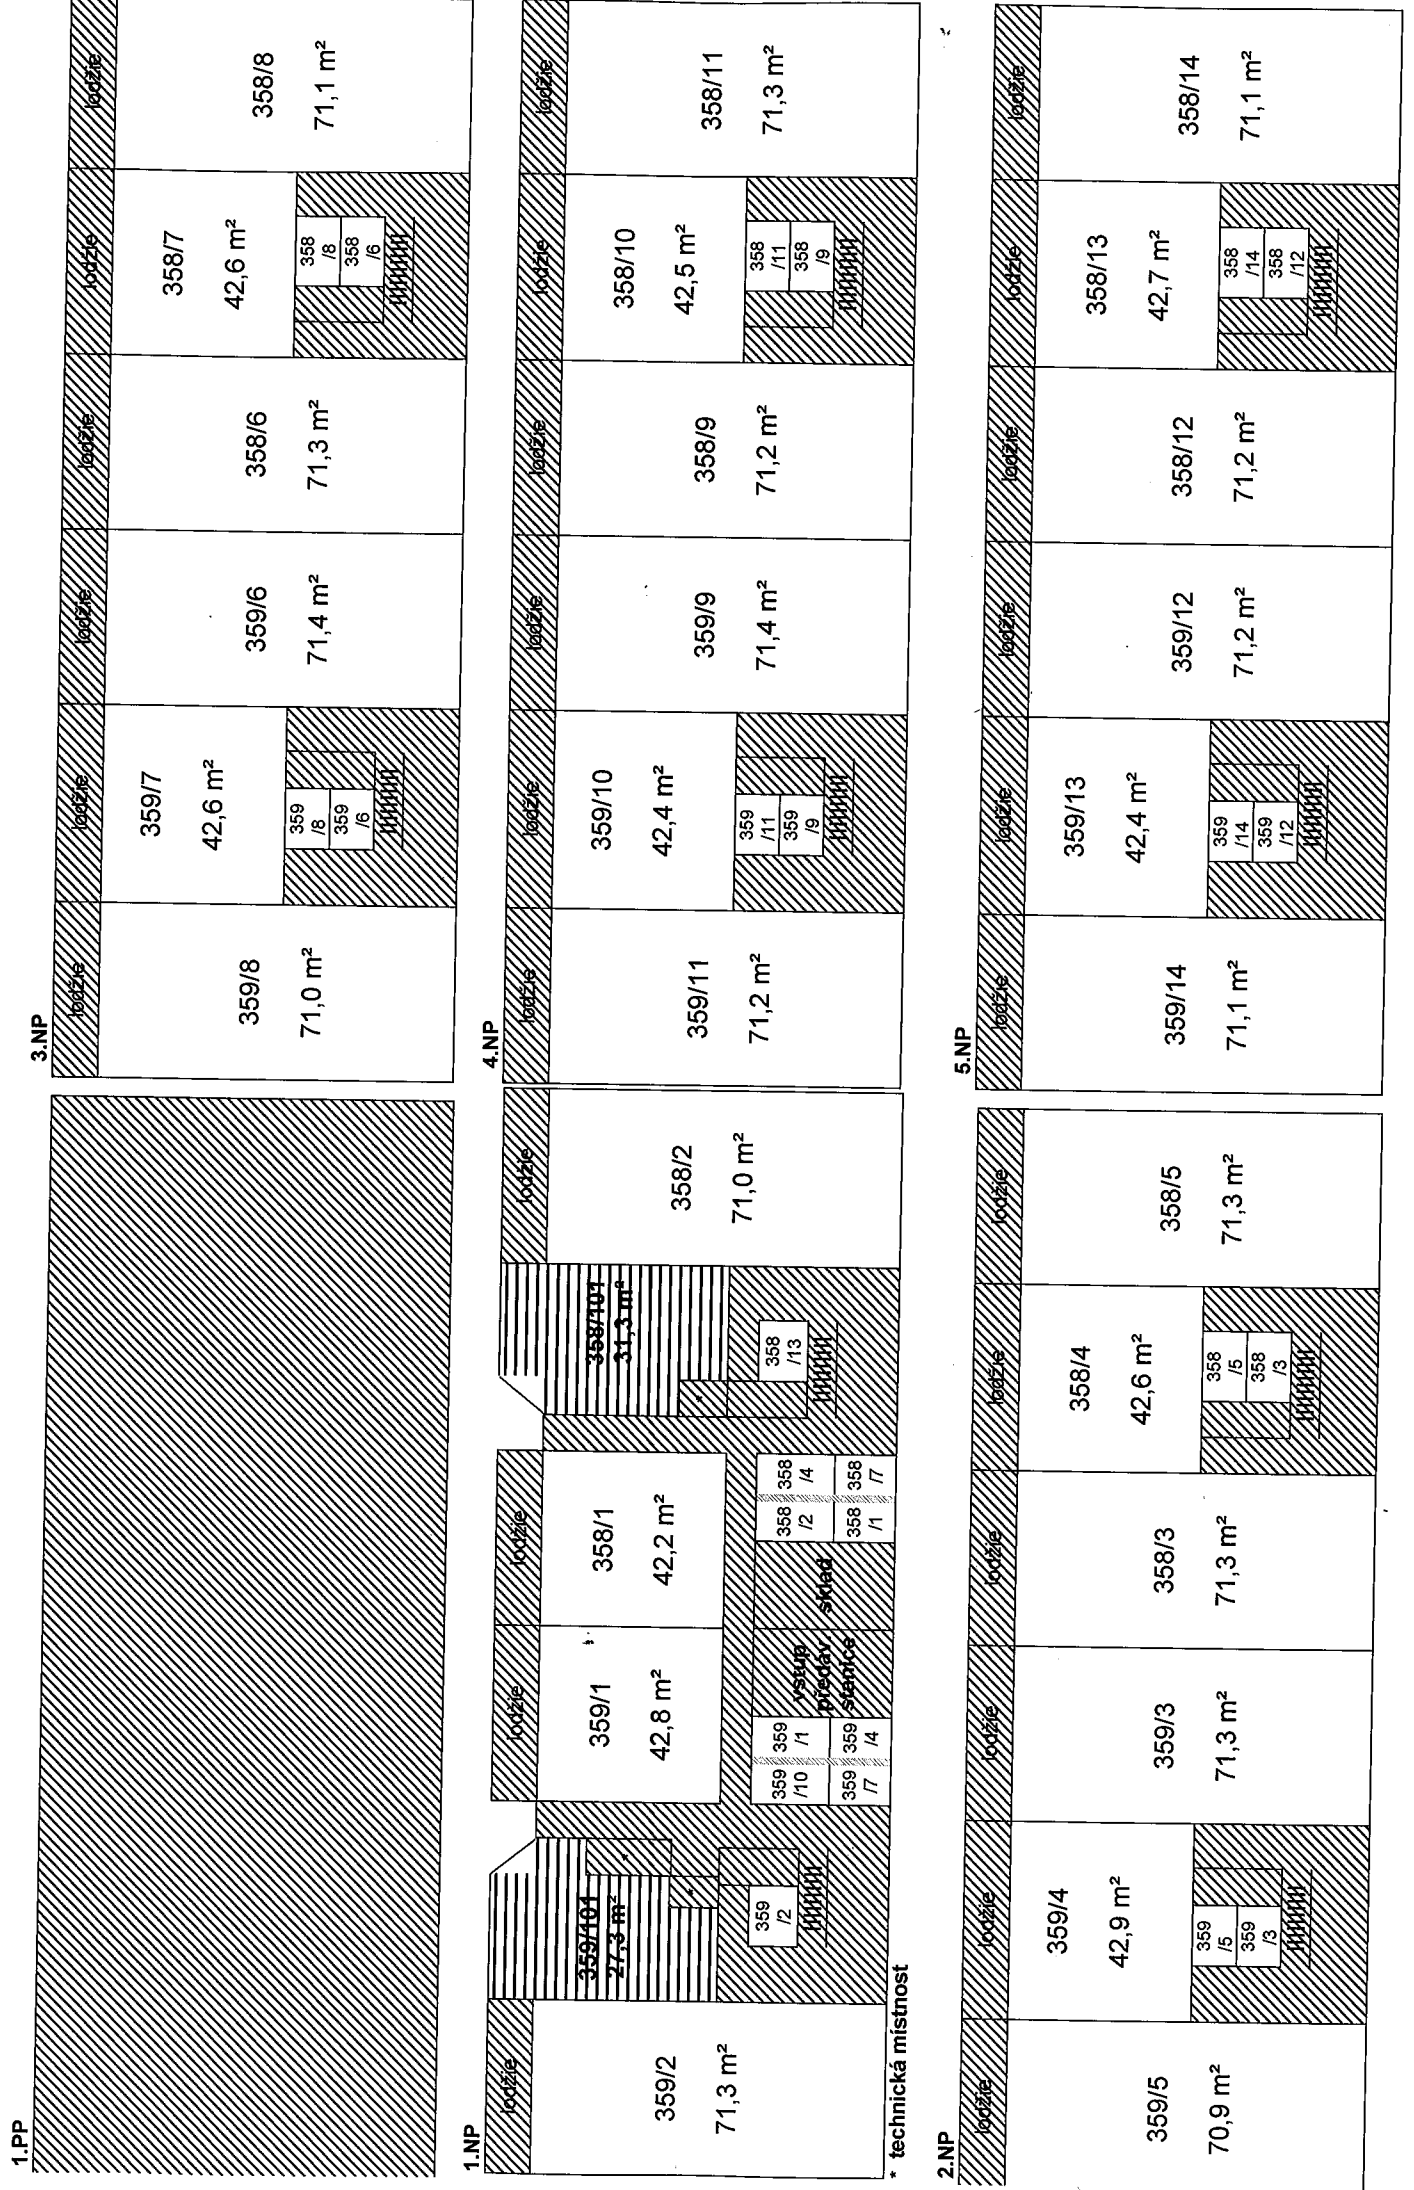 1.PP
3.NP
lodžie
lodžie
lodžie
lodžie
lodžie
lodžie
359/8
71,0 m²
359/7
42,6 m²
359
/8
359
/6
359/6
71,4 m²
358/6
71,3 m²
358/7
42,6 m²
358
/8
358
/6
358/8
71,1 m²
1.NP
lodžie
lodžie
lodžie
lodžie
359/2
71,3 m²
359/101
27,3 m²
*
*
359
/2
359/1
42,8 m²
358/1
42,2 m²
359
/10
359
/1
359
/7
359
/4
vstup
předáv
stanice
sklad
358
/2
358
/4
358
/1
358
/7
358/101
31,3 m²
*
358
/13
358/2
71,0 m²
* technická místnost
4.NP
lodžie
lodžie
lodžie
lodžie
lodžie
lodžie
359/11
71,2 m²
359/10
42,4 m²
359
/11
359
/9
359/9
71,4 m²
358/9
71,2 m²
358/10
42,5 m²
358
/11
358
/9
358/11
71,3 m²
2.NP
lodžie
lodžie
lodžie
lodžie
lodžie
lodžie
359/5
70,9 m²
359/4
42,9 m²
359
/5
359
/3
359/3
71,3 m²
358/3
71,3 m²
358/4
42,6 m²
358
/5
358
/3
358/5
71,3 m²
5.NP
lodžie
lodžie
lodžie
lodžie
lodžie
lodžie
359/14
71,1 m²
359/13
42,4 m²
359
/14
359
/12
359/12
71,2 m²
358/12
71,2 m²
358/13
42,7 m²
358
/14
358
/12
358/14
71,1 m²